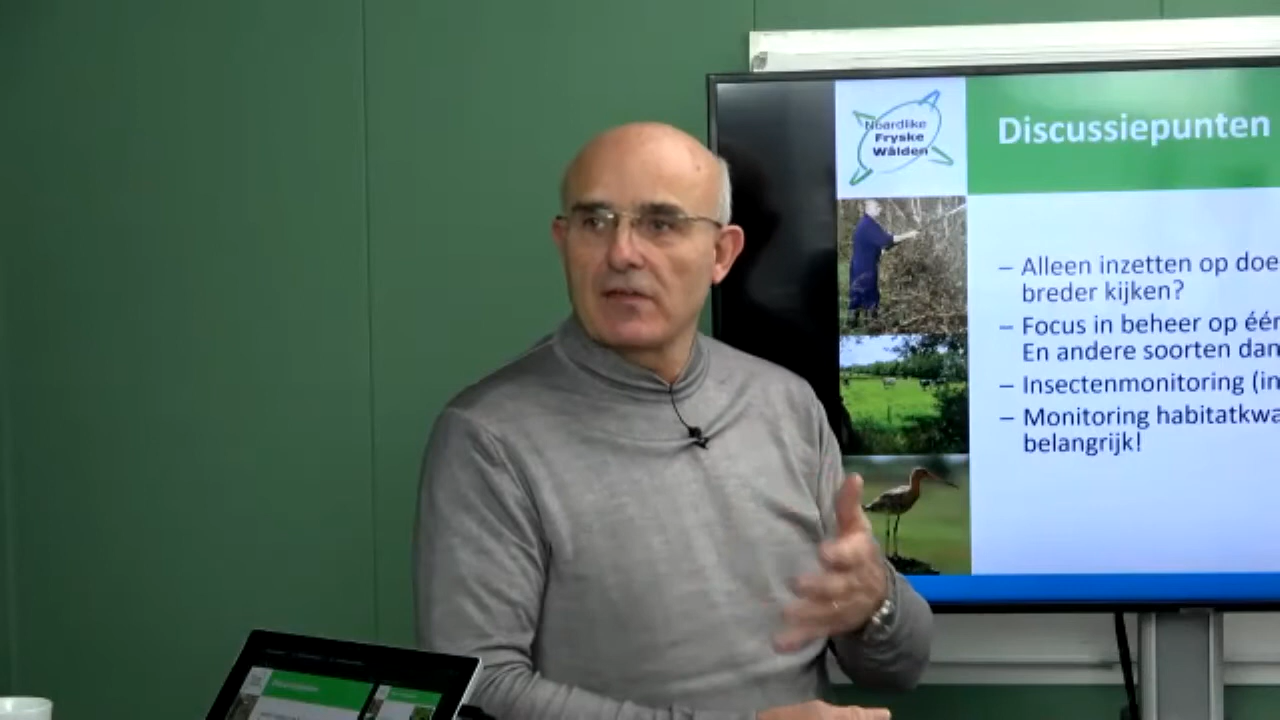 Noardlike
Fryske
Wâlden
Discussiepunten
– Alleen inzetten op doe
breder kijken?
– Focus in beheer op één
En andere soorten dan
– Insectenmonitoring (in
– Monitoring habitatkwa
belangrijk!